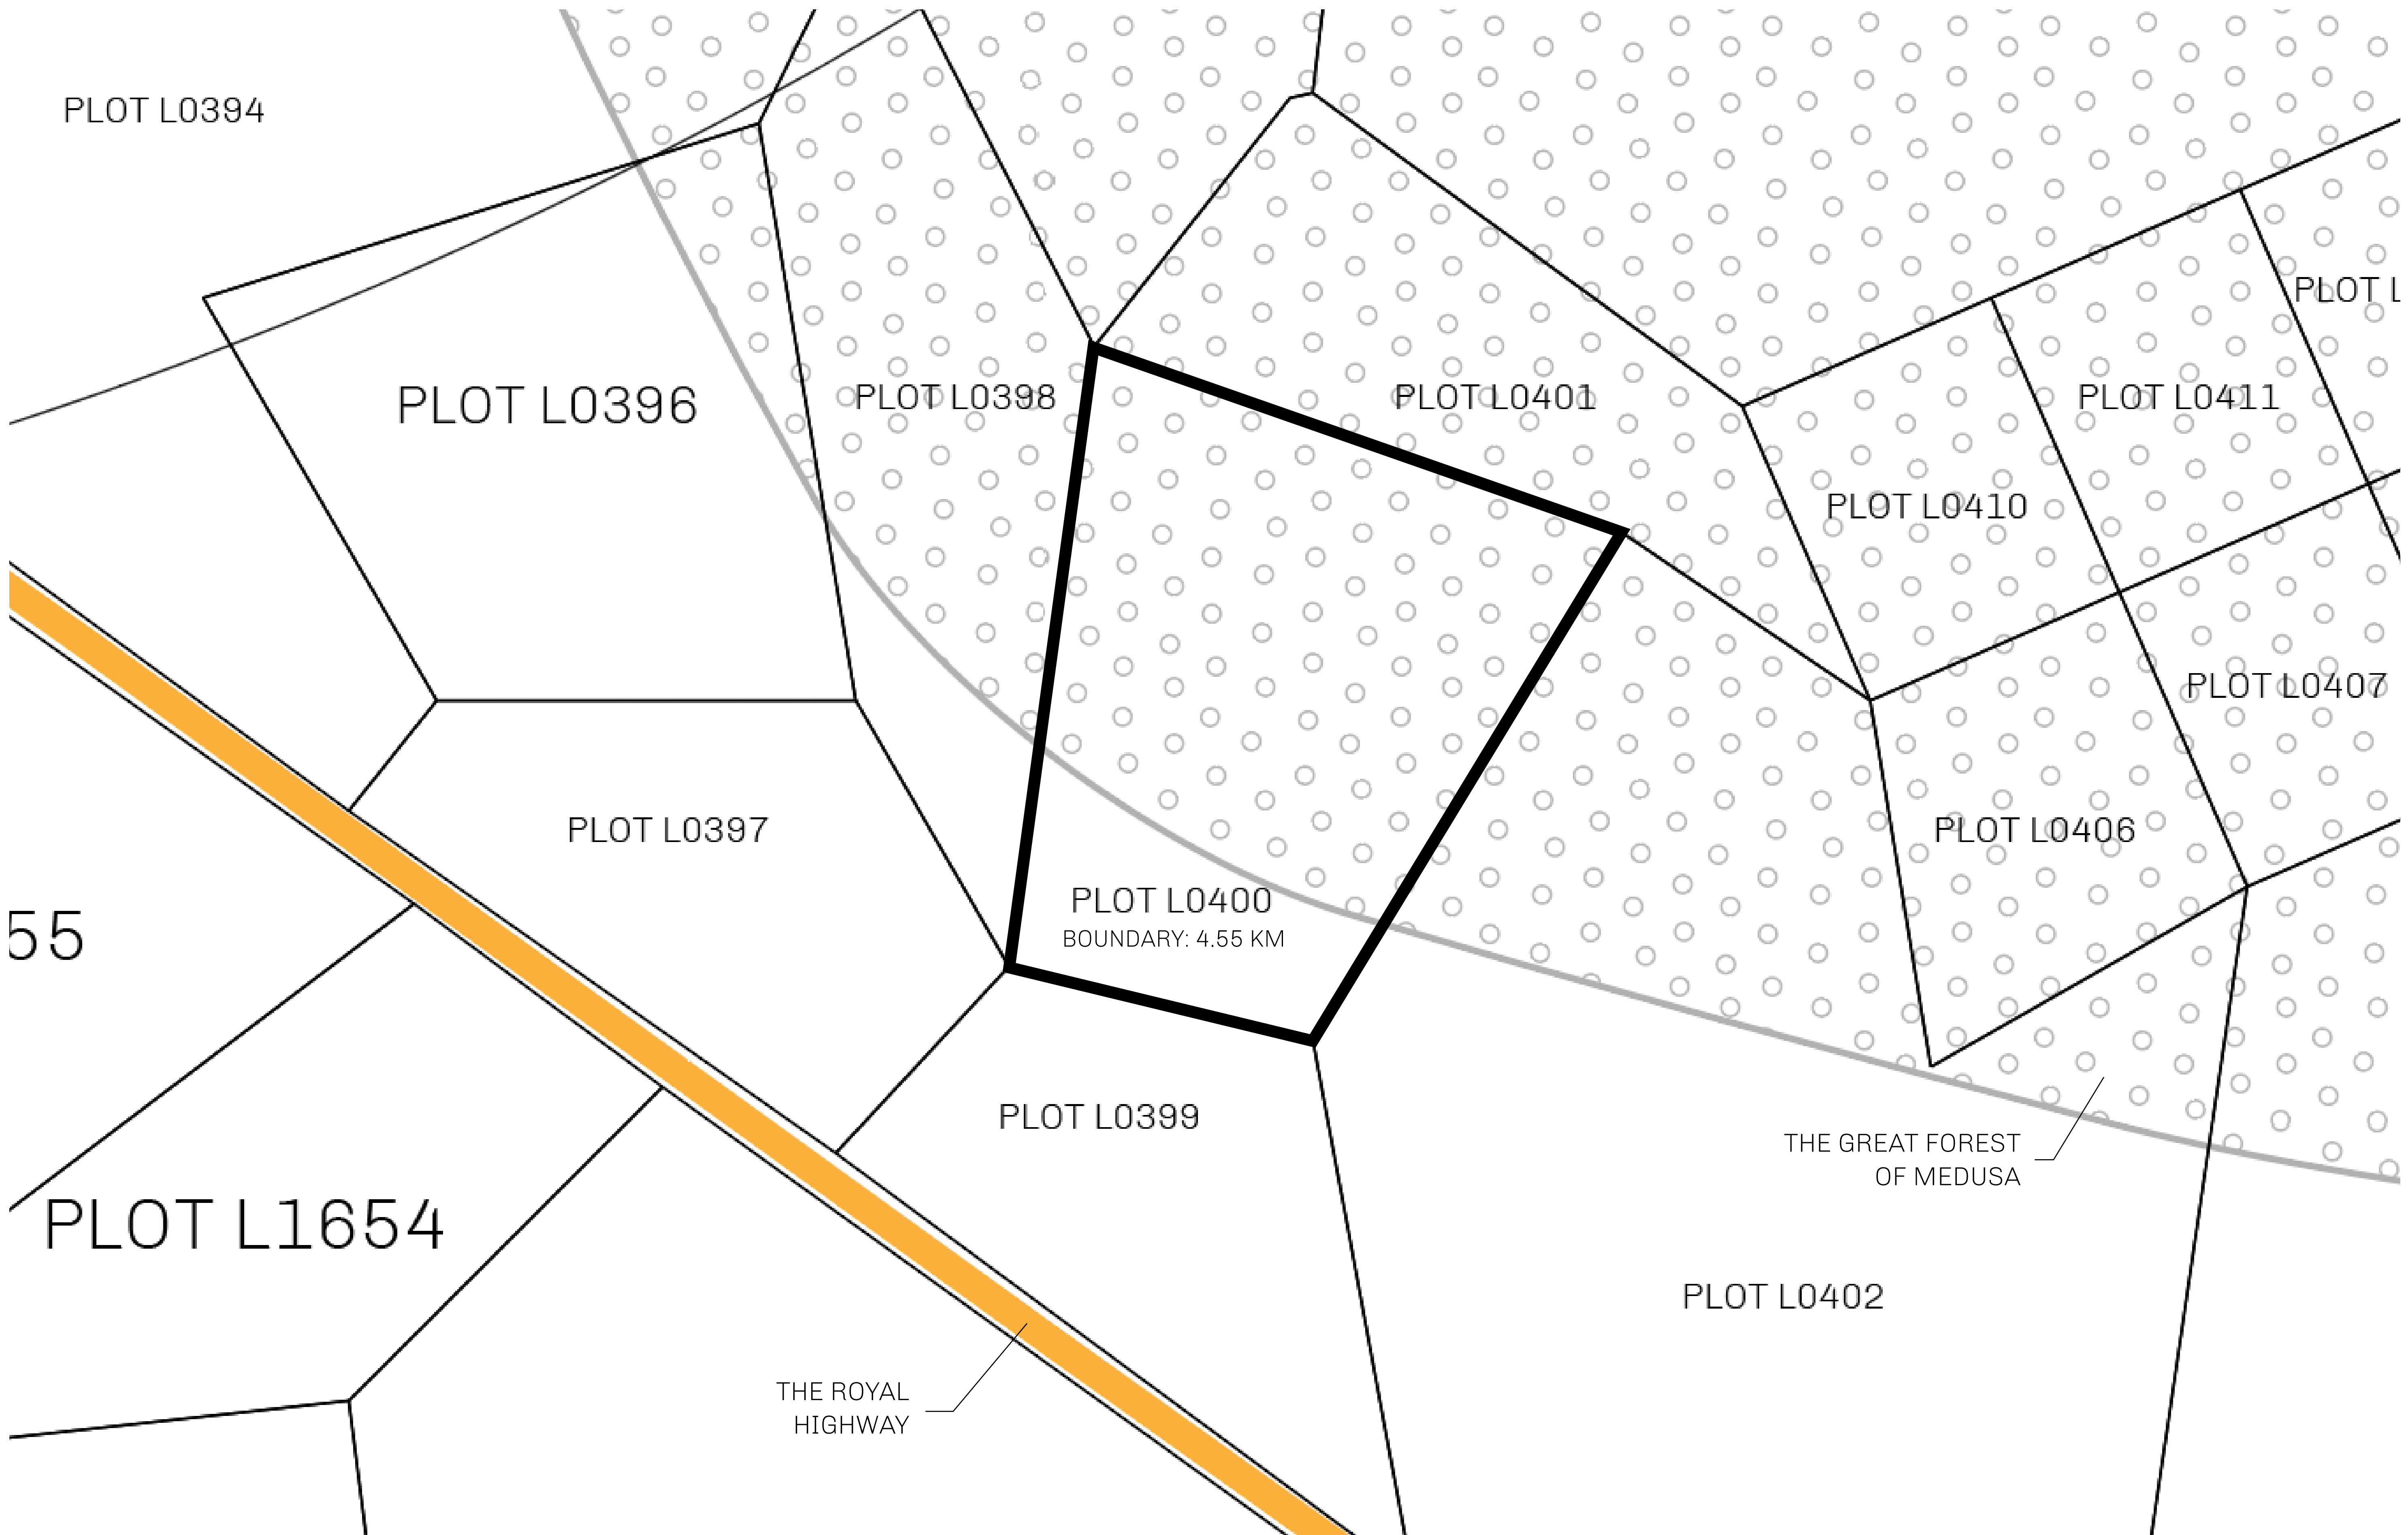 PLOT L0394
PLOT L
PLOT L0396
PLOT L0398
PLOT L0401
PLOT L0411
PLOT L0410
PLOT L0407
PLOT L0397
PLOT L0406
PLOT L0400
BOUNDARY: 4.55 KM
55
PLOT L0399
THE GREAT FOREST
OF MEDUSA
PLOT L1654
PLOT L0402
THE ROYAL
HIGHWAY